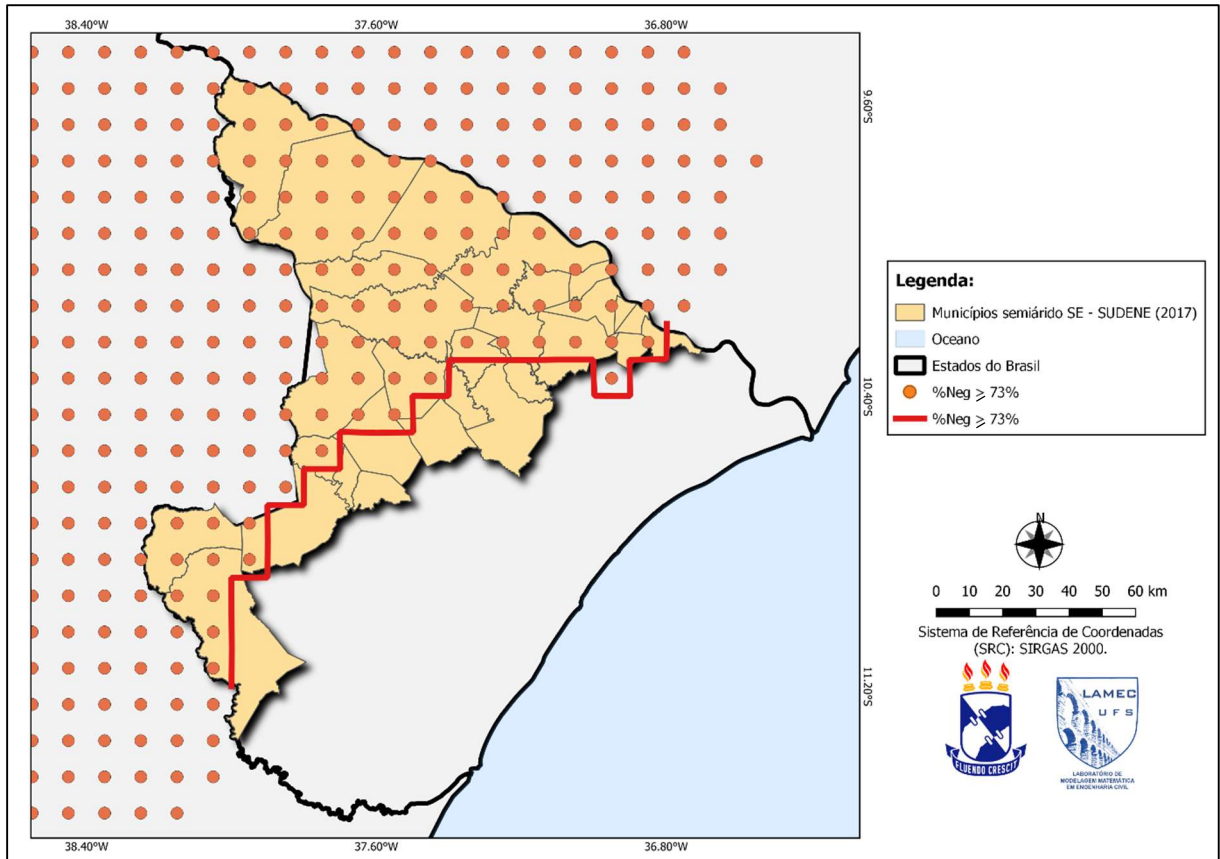 38.40°W 37.60°W 36.80°W
9.60°S
10.40°S
11.20°S
Legenda:
Municípios semiárido SE - SUDENE (2017)
Oceano
Estados do Brasil
%Neg ⩾ 73%
%Neg ⩾ 73%
N
0 10 20 30 40 50 60 km
Sistema de Referência de Coordenadas
(SRC): SIRGAS 2000.
FLUENDO CRESCIT
LAMEC
UFS
LABORATÓRIO DE
MODELAGEM MATEMÁTICA
EM ENGENHARIA CIVIL
38.40°W 37.60°W 36.80°W